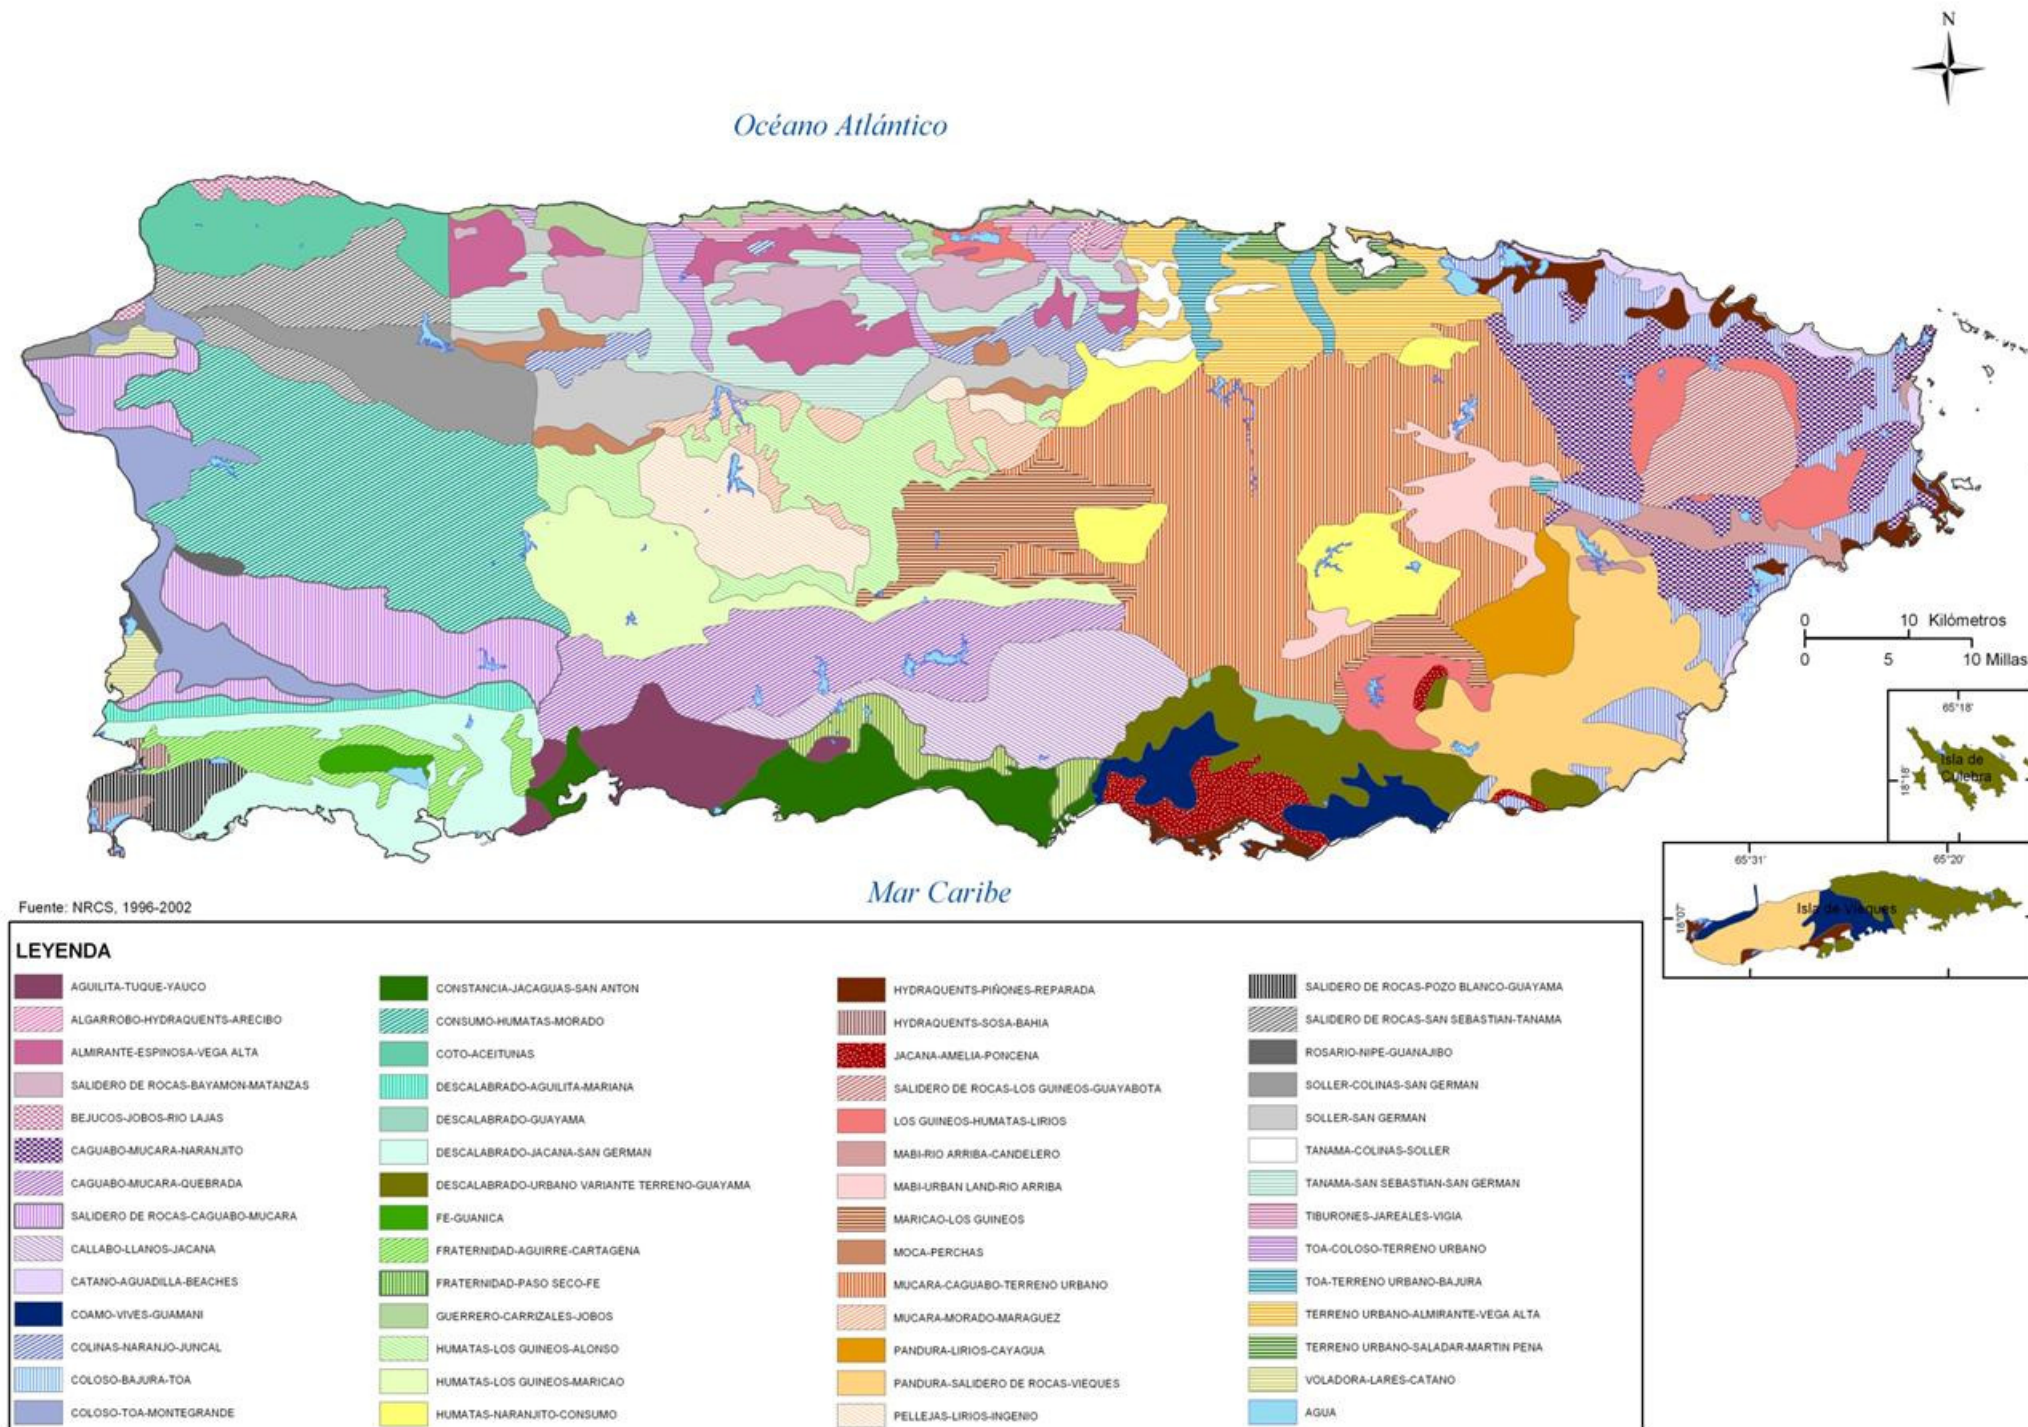 N
Océano Atlántico
0 10 Kilómetros
0 5 10 Millas
65°18'
Isla de
Culebra
18°18'
65°31' 65°20'
Isla de Vieques
18°07'
Mar Caribe
Fuente: NRCS, 1996-2002
LEYENDA
AGUILITA-TUQUE-YAUCO
ALGARROBO-HYDRAQUENTS-ARECIBO
ALMIRANTE-ESPINOSA-VEGA ALTA
SALIDERO DE ROCAS-BAYAMON-MATANZAS
BEJUCOS-JOBOS-RIO LAJAS
CAGUABO-MUCARA-NARANJITO
CAGUABO-MUCARA-QUEBRADA
SALIDERO DE ROCAS-CAGUABO-MUCARA
CALLABO-LLANOS-JACANA
CATANO-AGUADILLA-BEACHES
COAMO-VIVES-GUAMANI
COLINAS-NARANJO-JUNCAL
COLOSO-BAJURA-TOA
COLOSO-TOA-MONTEGRANDE
CONSTANCIA-JACAGUAS-SAN ANTON
CONSUMO-HUMATAS-MORADO
COTO-ACEITUNAS
DESCALABRADO-AGUILITA-MARIANA
DESCALABRADO-GUAYAMA
DESCALABRADO-JACANA-SAN GERMAN
DESCALABRADO-URBANO VARIANTE TERRENO-GUAYAMA
FE-GUANICA
FRATERNIDAD-AGUIRRE-CARTAGENA
FRATERNIDAD-PASO SECO-FE
GUERRERO-CARRIZALES-JOBOS
HUMATAS-LOS GUINEOS-ALONSO
HUMATAS-LOS GUINEOS-MARICAO
HUMATAS-NARANJITO-CONSUMO
HYDRAQUENTS-PIÑONES-REPARADA
HYDRAQUENTS-SOSA-BAHIA
JACANA-AMELIA-PONCENA
SALIDERO DE ROCAS-LOS GUINEOS-GUAYABOTA
LOS GUINEOS-HUMATAS-LIRIOS
MABI-RIO ARRIBA-CANDELERO
MABI-URBAN LAND-RIO ARRIBA
MARICAO-LOS GUINEOS
MOCA-PERCHAS
MUCARA-CAGUABO-TERRENO URBANO
MUCARA-MORADO-MARAGUEZ
PANDURA-LIRIOS-CAYAGUA
PANDURA-SALIDERO DE ROCAS-VIEQUES
PELLEJAS-LIRIOS-INGENIO
SALIDERO DE ROCAS-POZO BLANCO-GUAYAMA
SALIDERO DE ROCAS-SAN SEBASTIAN-TANAMA
ROSARIO-NIPE-GUANAJIBO
SOLLER-COLINAS-SAN GERMAN
SOLLER-SAN GERMAN
TANAMA-COLINAS-SOLLER
TANAMA-SAN SEBASTIAN-SAN GERMAN
TIBURONES-JAREALES-VIGIA
TOA-COLOSO-TERRENO URBANO
TOA-TERRENO URBANO-BAJURA
TERRENO URBANO-ALMIRANTE-VEGA ALTA
TERRENO URBANO-SALADAR-MARTIN PENA
VOLADORA-LARES-CATANO
AGUA